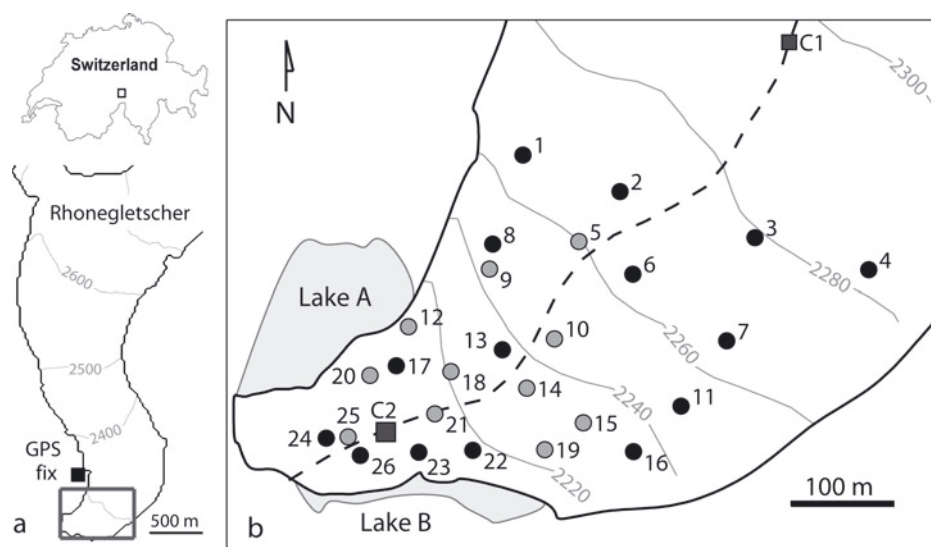 Switzerland
Rhonegletscher
2600
2500
2400
GPS
fix
a
500 m
N
C1
2300
1
2
3
2280
4
5
6
7
8
9
2260
Lake A
10
11
12
13
14
2240
15
16
17
18
19
20
21
22
23
24
25
26
C2
2220
Lake B
b
100 m